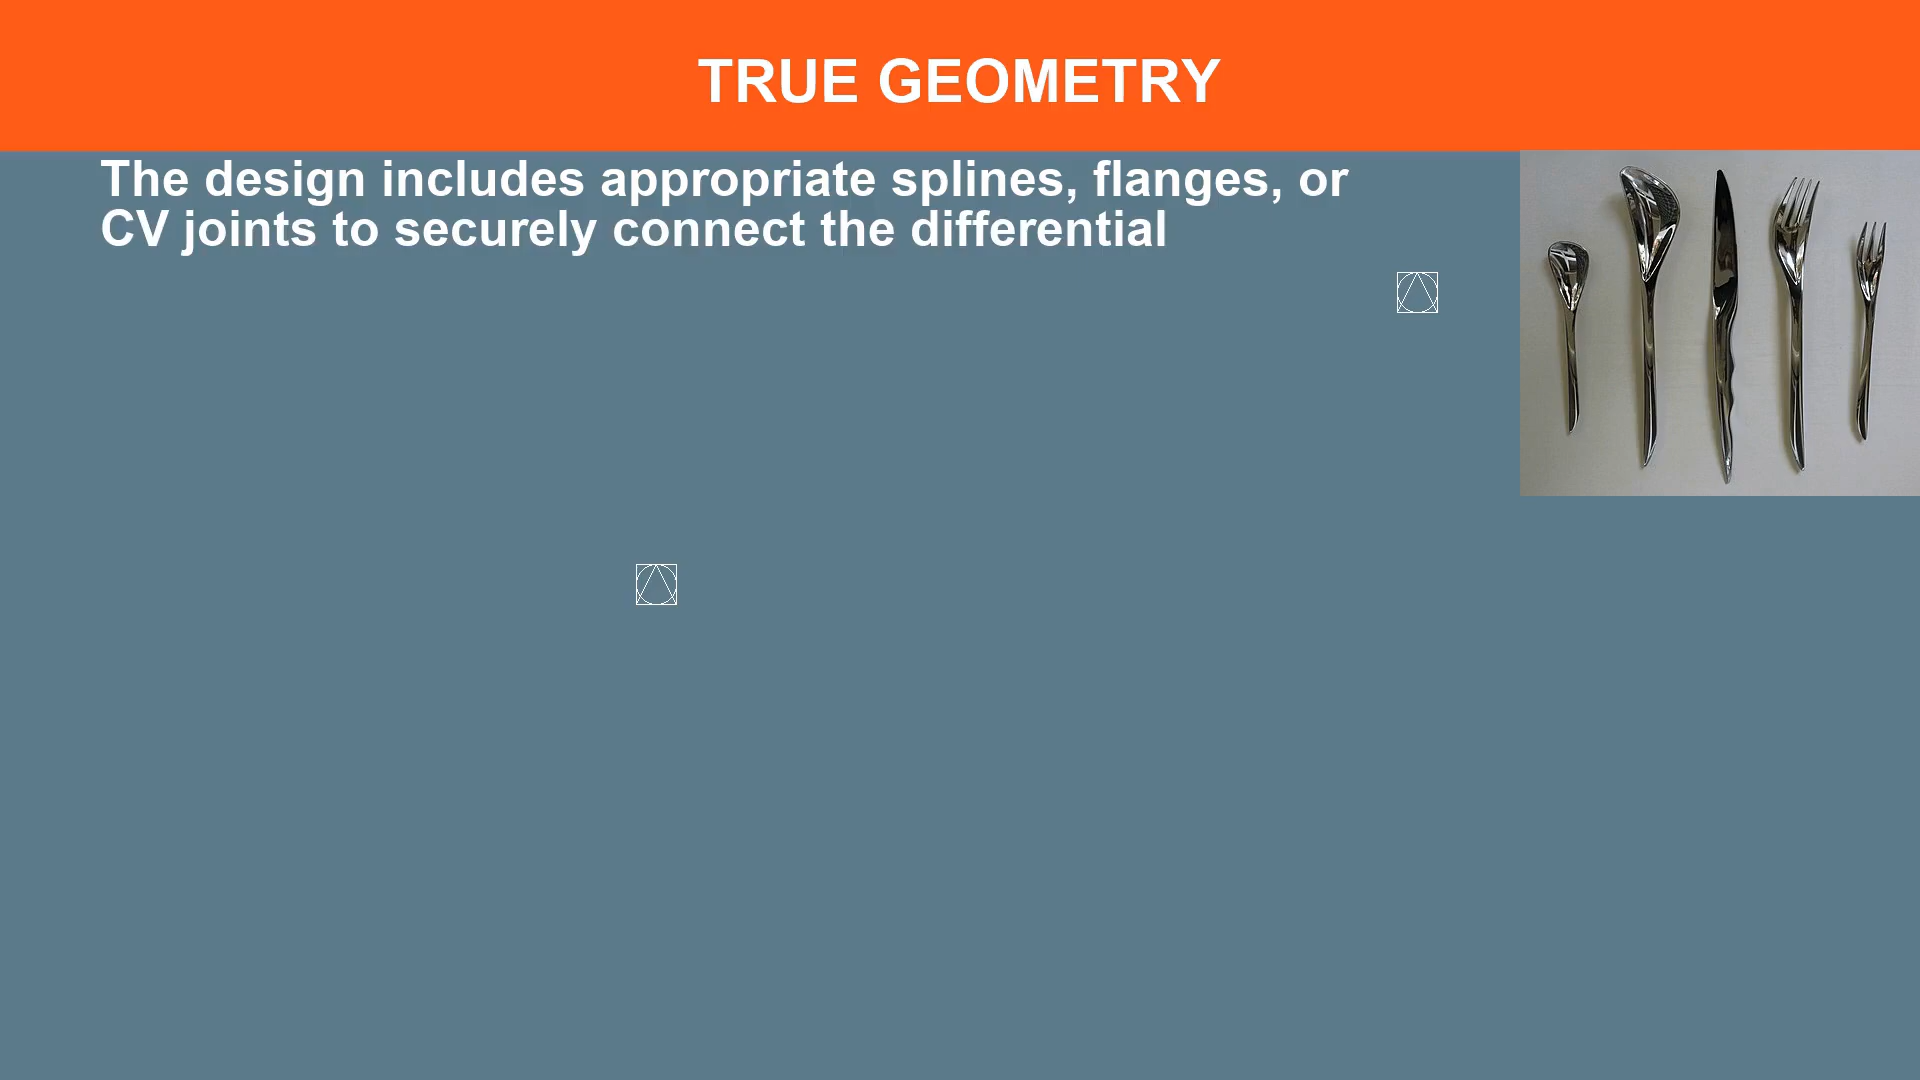 TRUE GEOMETRY
The design includes appropriate splines, flanges, or
CV joints to securely connect the differential